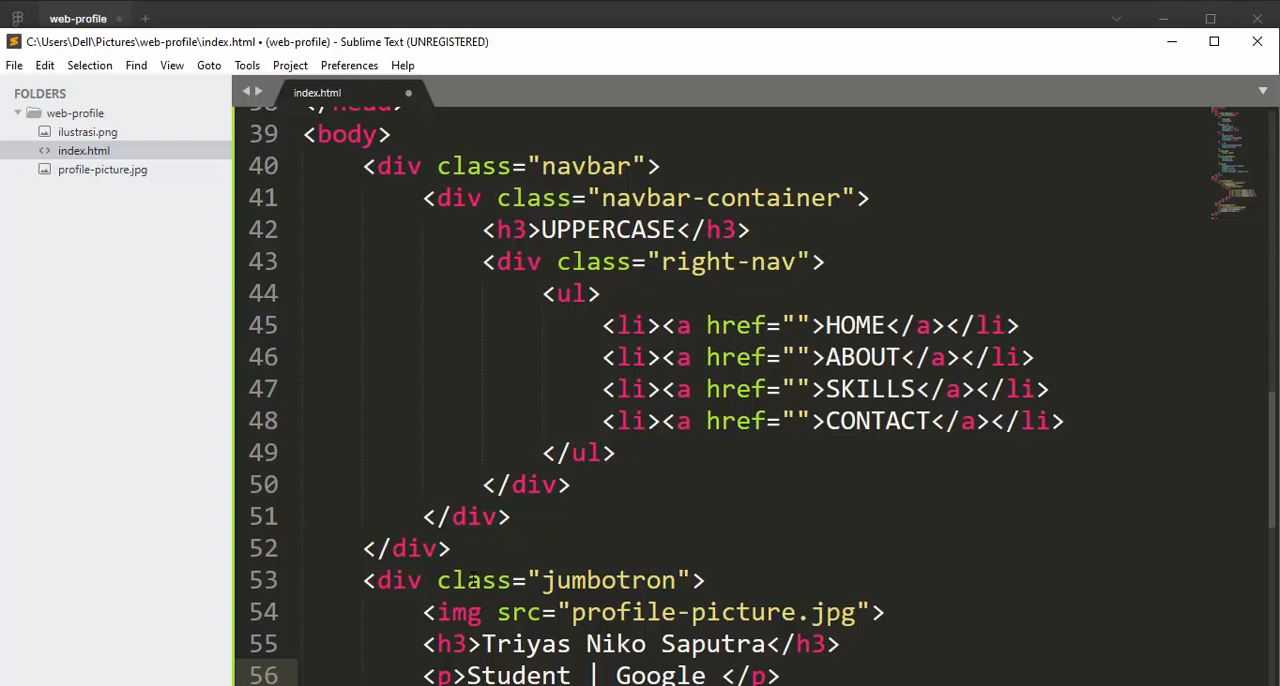 web-profile
C:\Users\Dell\Pictures\web-profile\index.html • (web-profile) - Sublime Text (UNREGISTERED)
File Edit Selection Find View Goto Tools Project Preferences Help
FOLDERS
web-profile
ilustrasi.png
index.html
profile-picture.jpg
index.html
38 </head>
39 <body>
40 <div class="navbar">
41 <div class="navbar-container">
42 <h3>UPPERCASE</h3>
43 <div class="right-nav">
44 <ul>
45 <li><a href="">HOME</a></li>
46 <li><a href="">ABOUT</a></li>
47 <li><a href="">SKILLS</a></li>
48 <li><a href="">CONTACT</a></li>
49 </ul>
50 </div>
51 </div>
52 </div>
53 <div class="jumbotron">
54 <img src="profile-picture.jpg">
55 <h3>Triyas Niko Saputra</h3>
56 <p>Student | Google </p>